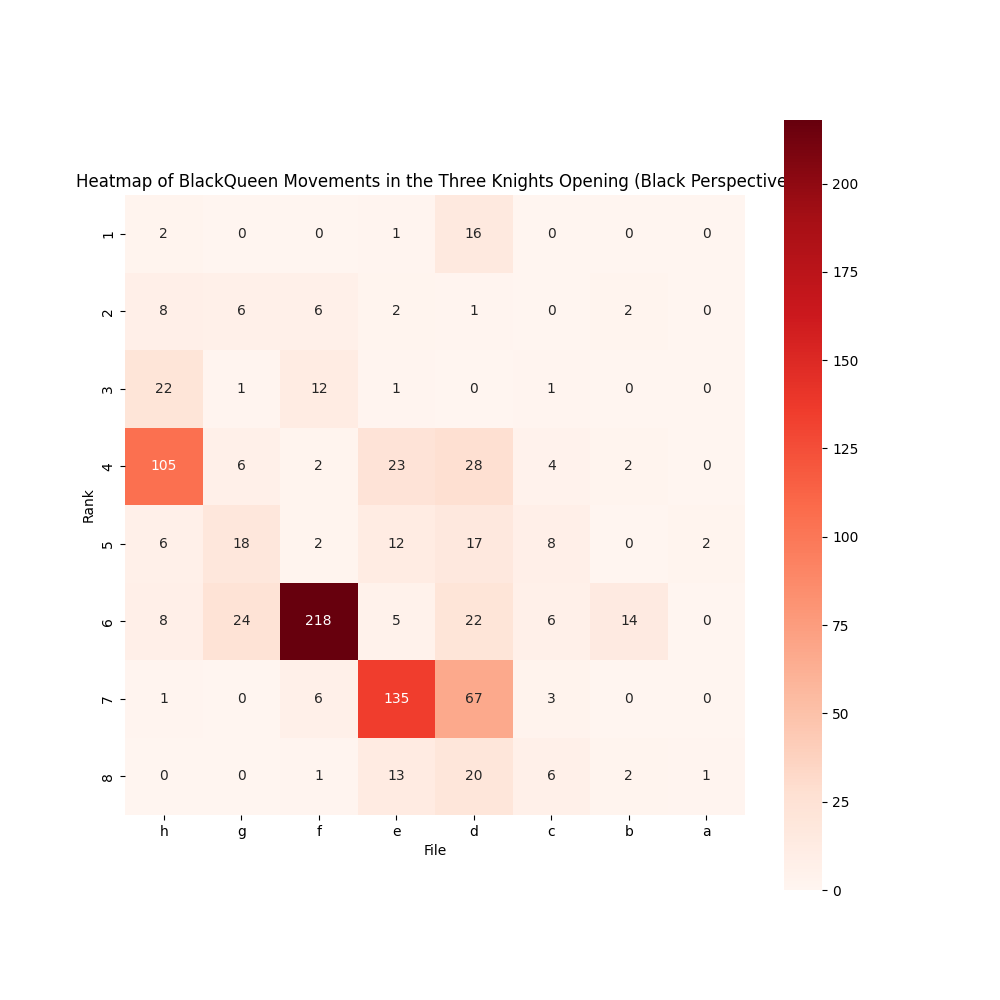 Heatmap of BlackQueen Movements in the Three Knights Opening (Black Perspective
1 2 0 0 1 16 0 0 0
2 8 6 6 2 1 0 2 0
3 22 1 12 1 0 1 0 0
4 105 6 2 23 28 4 2 0
5 6 18 2 12 17 8 0 2
6 8 24 218 5 22 6 14 0
7 1 0 6 135 67 3 0 0
8 0 0 1 13 20 6 2 1
h g f e d c b a
File
Rank
200
175
150
125
100
75
50
25
0